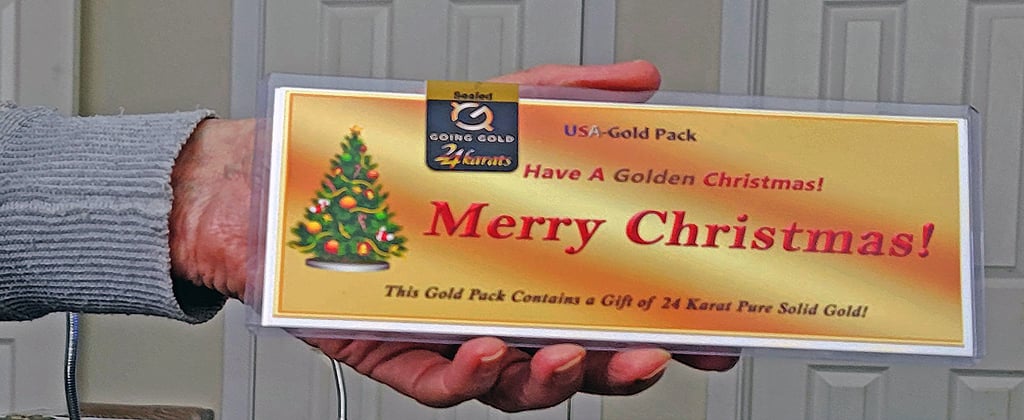 Sealed
GOING GOLD
24 karats
USA-Gold Pack
Have A Golden Christmas!
Merry Christmas!
This Gold Pack Contains a Gift of 24 Karat Pure Solid Gold!